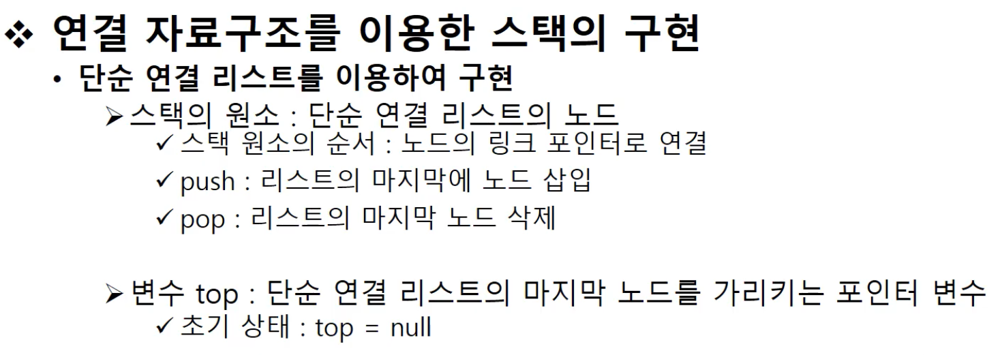 ❖ 연결 자료구조를 이용한 스택의 구현
• 단순 연결 리스트를 이용하여 구현
➢ 스택의 원소 : 단순 연결 리스트의 노드
✓ 스택 원소의 순서 : 노드의 링크 포인터로 연결
✓ push : 리스트의 마지막에 노드 삽입
✓ pop : 리스트의 마지막 노드 삭제
➢ 변수 top : 단순 연결 리스트의 마지막 노드를 가리키는 포인터 변수
✓ 초기 상태 : top = null